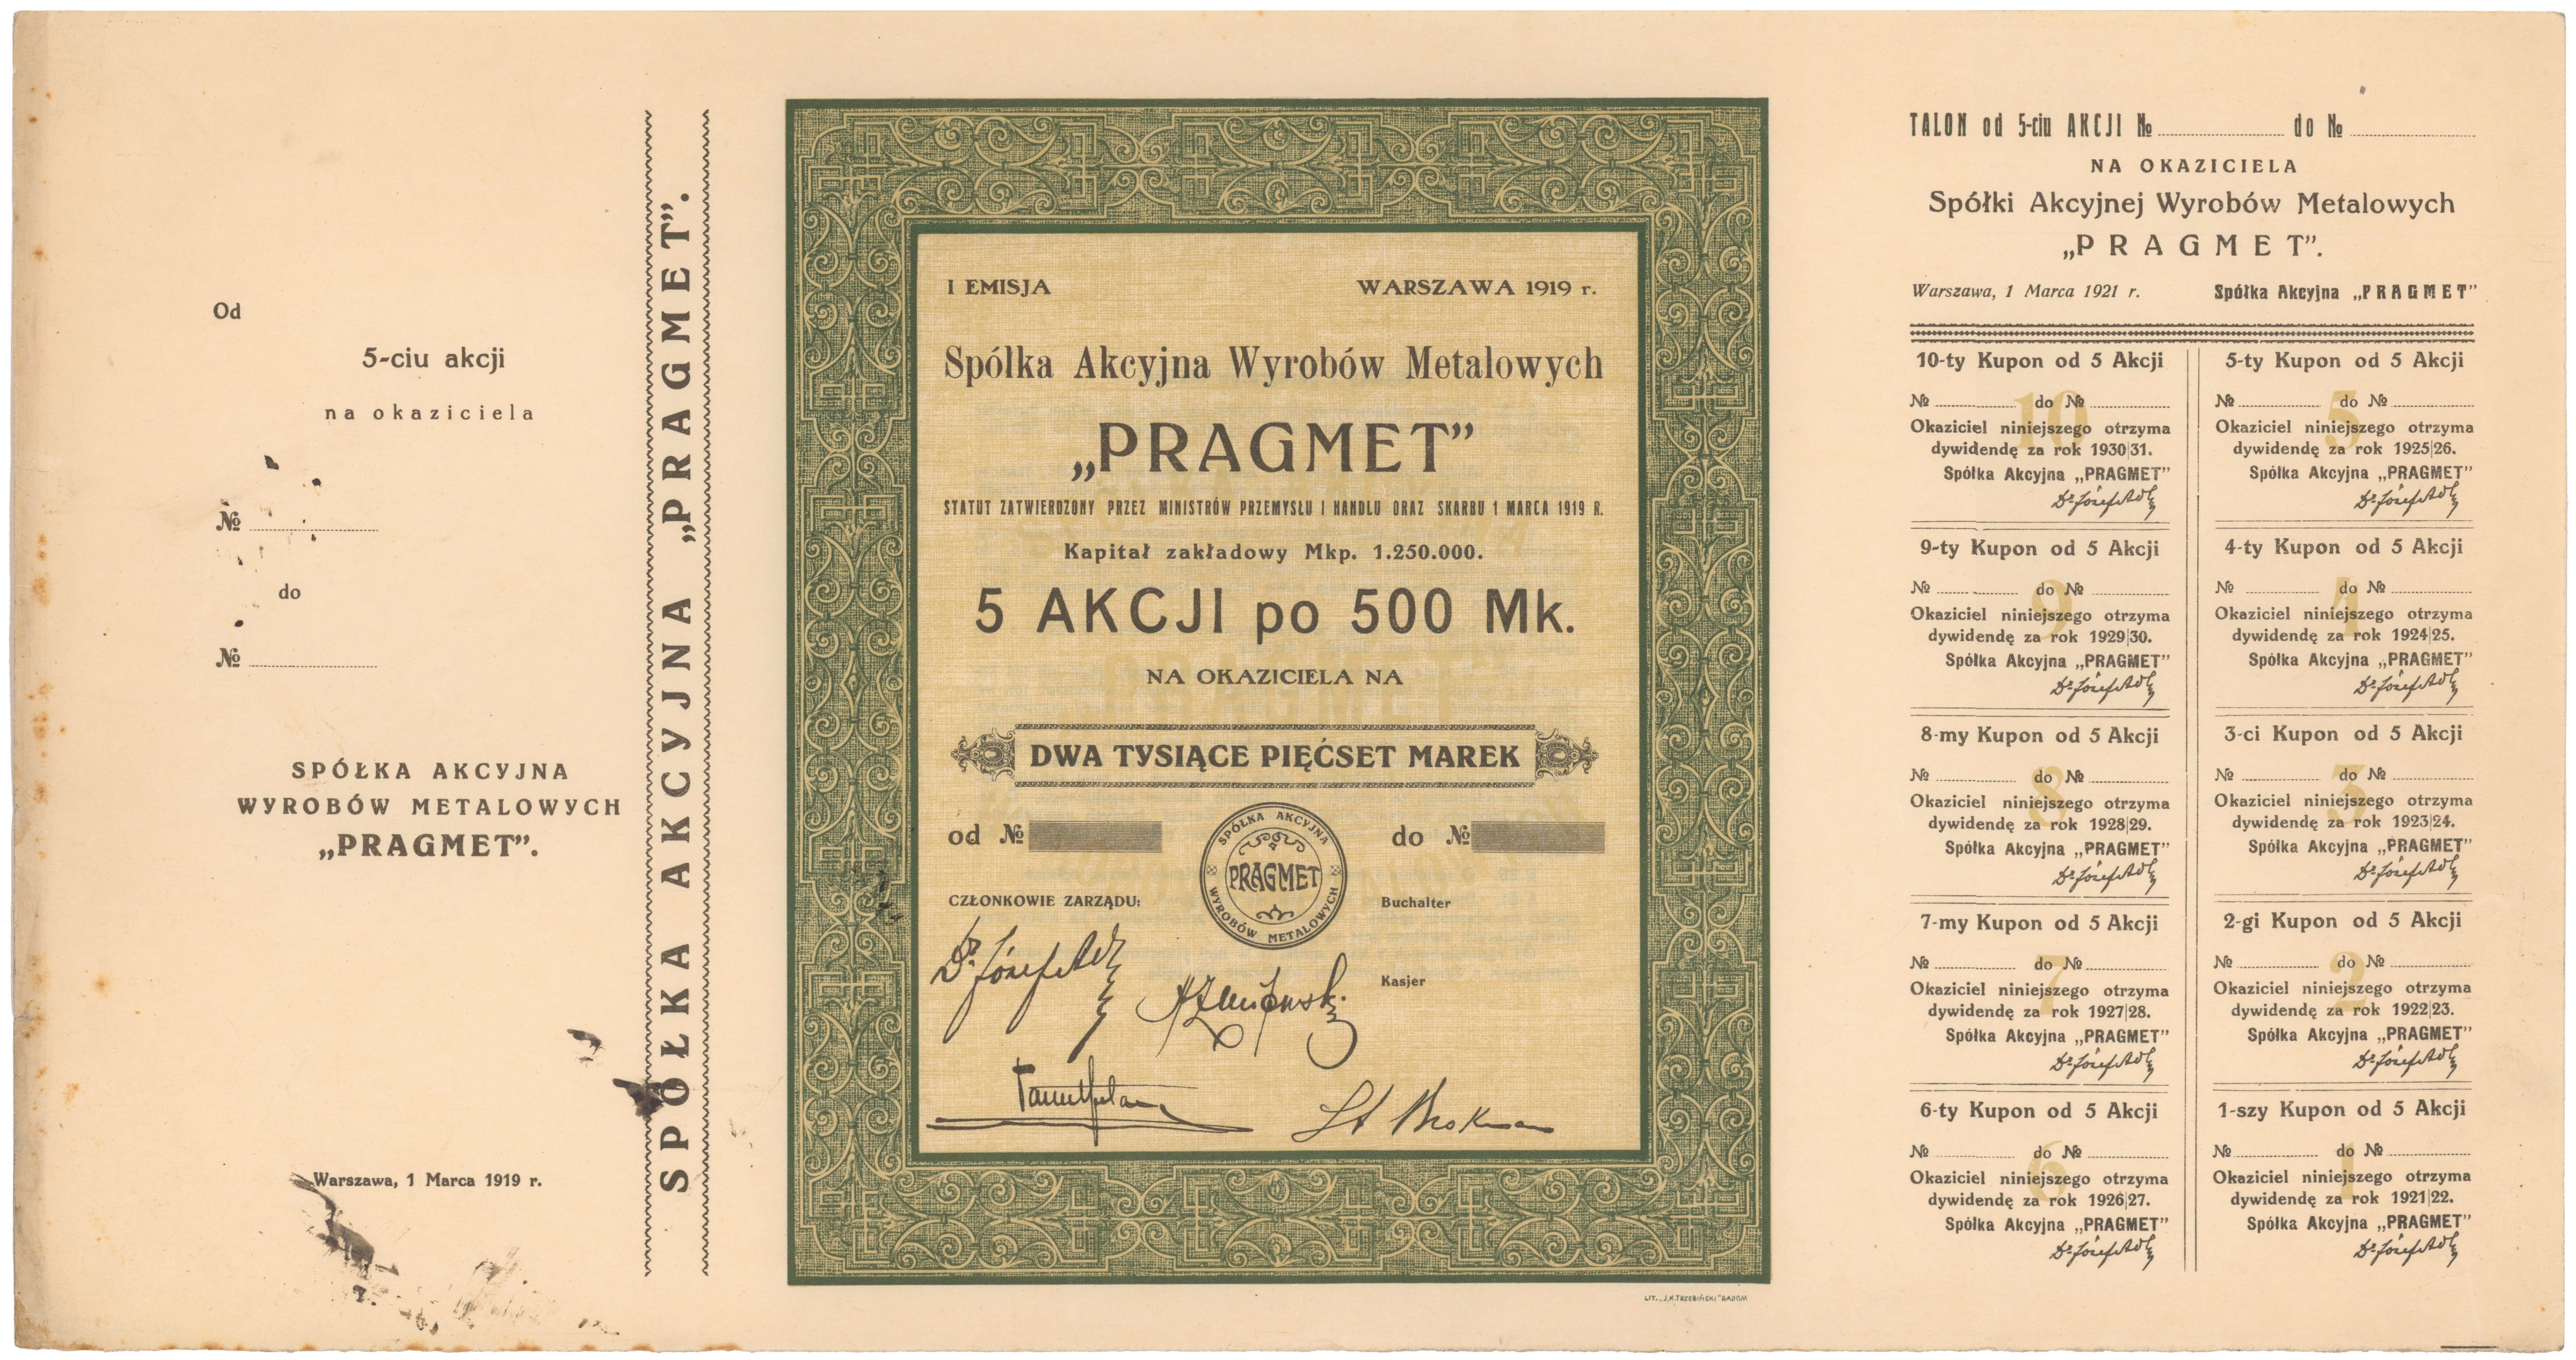 Od
5-ciu akcji
na okaziciela
№
do
№
SPÓŁKA AKCYJNA
WYROBÓW METALOWYCH
„PRAGMET”.
Warszawa, 1 Marca 1919 r.
SPÓŁKA AKCYJNA „PRAGMET”.
I EMISJA WARSZAWA 1919 r.
Spólka Akcyjna Wyrobów Metalowych
„PRAGMET”
STATUT ZATWIERDZONY PRZEZ MINISTRÓW PRZEMYSŁU I HANDLU ORAZ SKARBU 1 MARCA 1919 R.
Kapitał zakładowy Mkp. 1.250.000.
5 AKCJI po 500 Mk.
NA OKAZICIELA NA
DWA TYSIĄCE PIĘĆSET MAREK
od № do №
SPÓŁKA AKCYJNA
PRAGMET
WYROBÓW METALOWYCH
CZŁONKOWIE ZARZĄDU: Buchalter
Kasjer
LIT. „J.K.TRZEBIŃSKI” RADOM
TALON od 5-ciu AKCJI № do №
NA OKAZICIELA
Spółki Akcyjnej Wyrobów Metalowych
„PRAGMET”.
Warszawa, 1 Marca 1921 r. Spółka Akcyjna „PRAGMET”
10-ty Kupon od 5 Akcji
10
№ do №
Okaziciel niniejszego otrzyma
dywidendę za rok 1930|31.
Spółka Akcyjna „PRAGMET”
9-ty Kupon od 5 Akcji
9
№ do №
Okaziciel niniejszego otrzyma
dywidendę za rok 1929|30.
Spółka Akcyjna „PRAGMET”
8-my Kupon od 5 Akcji
8
№ do №
Okaziciel niniejszego otrzyma
dywidendę za rok 1928|29.
Spółka Akcyjna „PRAGMET”
7-my Kupon od 5 Akcji
7
№ do №
Okaziciel niniejszego otrzyma
dywidendę za rok 1927|28.
Spółka Akcyjna „PRAGMET”
6-ty Kupon od 5 Akcji
6
№ do №
Okaziciel niniejszego otrzyma
dywidendę za rok 1926|27.
Spółka Akcyjna „PRAGMET”
5-ty Kupon od 5 Akcji
5
№ do №
Okaziciel niniejszego otrzyma
dywidendę za rok 1925|26.
Spółka Akcyjna „PRAGMET”
4-ty Kupon od 5 Akcji
4
№ do №
Okaziciel niniejszego otrzyma
dywidendę za rok 1924|25.
Spółka Akcyjna „PRAGMET”
3-ci Kupon od 5 Akcji
3
№ do №
Okaziciel niniejszego otrzyma
dywidendę za rok 1923|24.
Spółka Akcyjna „PRAGMET”
2-gi Kupon od 5 Akcji
2
№ do №
Okaziciel niniejszego otrzyma
dywidendę za rok 1922|23.
Spółka Akcyjna „PRAGMET”
1-szy Kupon od 5 Akcji
1
№ do №
Okaziciel niniejszego otrzyma
dywidendę za rok 1921|22.
Spółka Akcyjna „PRAGMET”